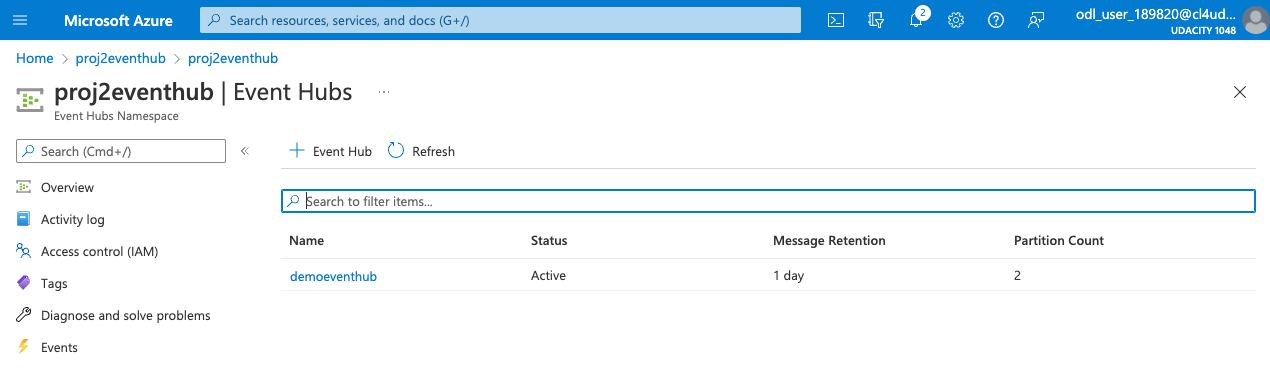 Microsoft Azure
Search resources, services, and docs (G+/)
2
odl_user_189820@cl4ud...
UDACITY 1048
Home > proj2eventhub > proj2eventhub
proj2eventhub | Event Hubs ...
Event Hubs Namespace
Search (Cmd+/)
«
+ Event Hub
Refresh
Overview
Activity log
Access control (IAM)
Tags
Diagnose and solve problems
Events
Search to filter items...
Name Status Message Retention Partition Count
demoeventhub Active 1 day 2